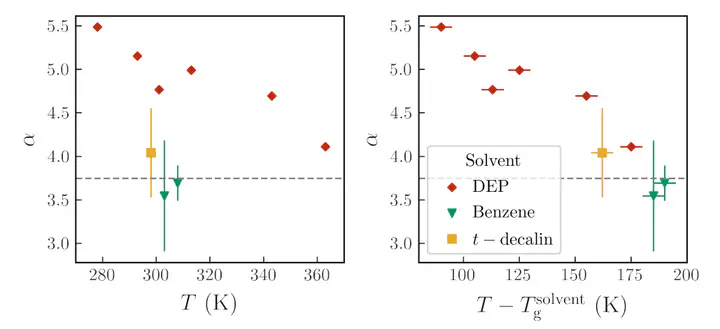 5.5
5.0
4.5
4.0
3.5
3.0
α
280 300 320 340 360
T (K)
5.5
5.0
4.5
4.0
3.5
3.0
α
Solvent
DEP
Benzene
t − decalin
100 125 150 175 200
T − T_g^solvent (K)